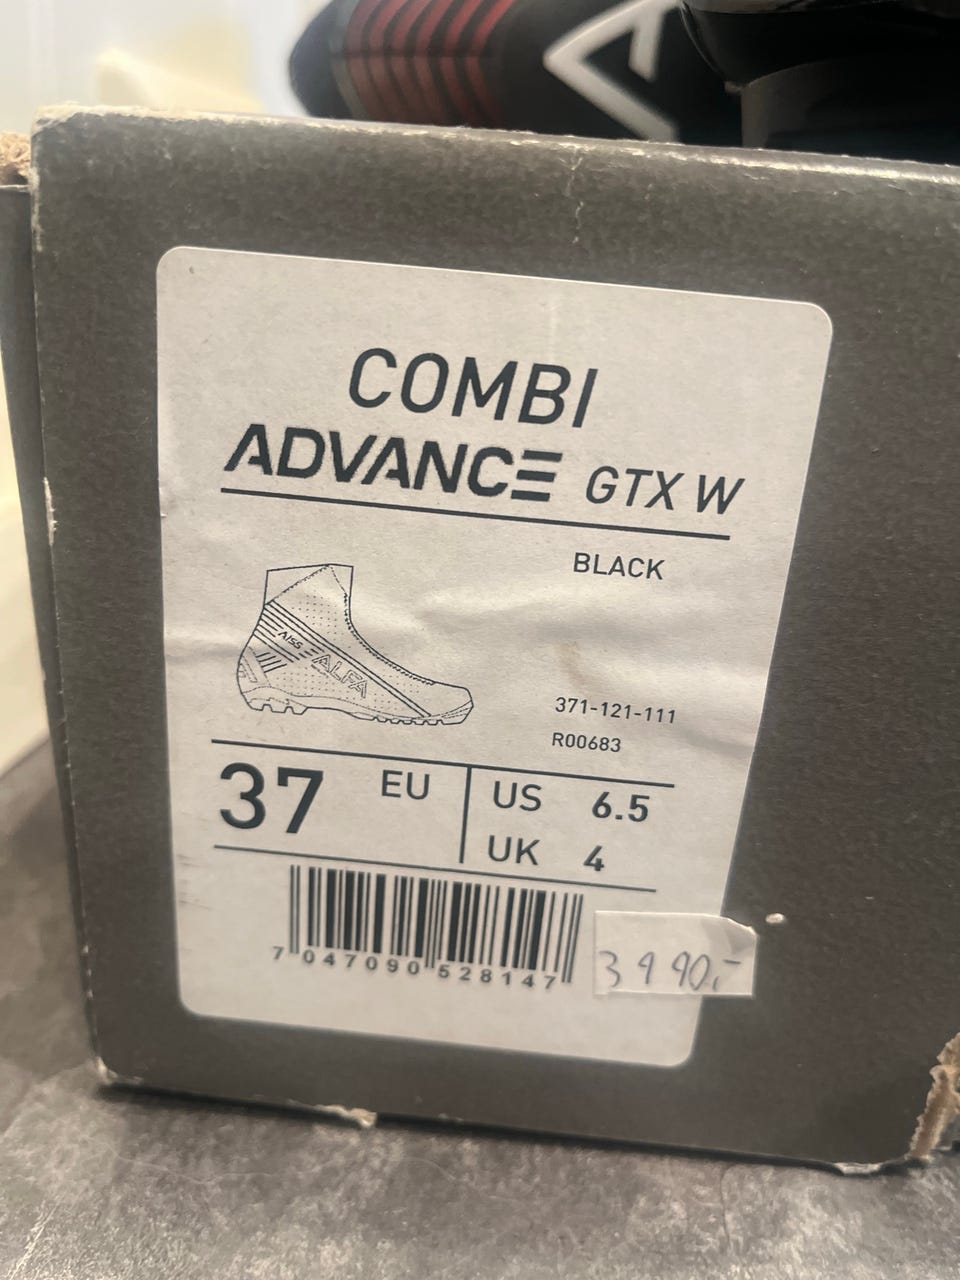 COMBI
ADVANCE GTX W
BLACK
AISS ALFA
371-121-111
R00683
37 EU US 6.5
UK 4
7 047090 528147
3990,-